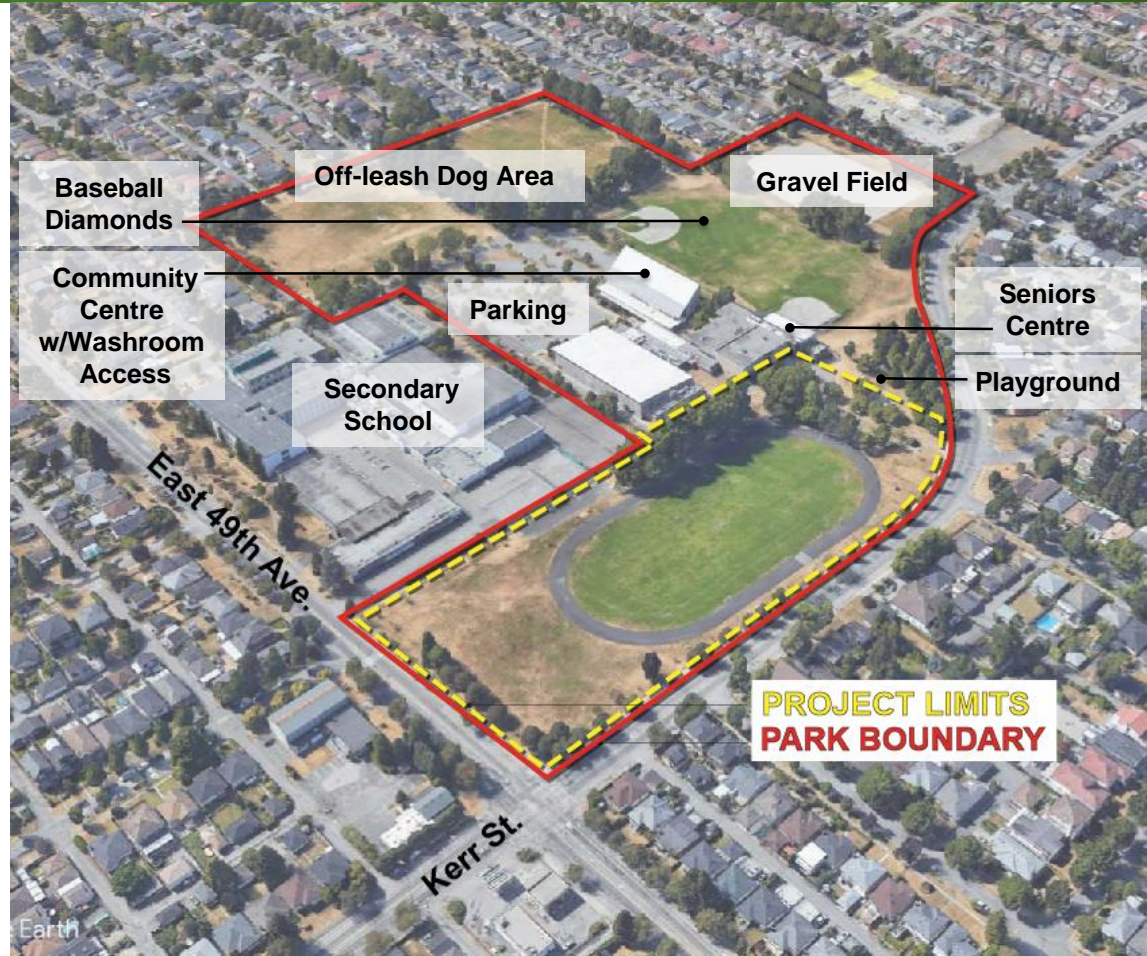 Off-leash Dog Area
Gravel Field
Baseball
Diamonds
Community
Centre
w/Washroom
Access
Parking
Seniors
Centre
Playground
Secondary
School
East 49th Ave.
PROJECT LIMITS
PARK BOUNDARY
Kerr St.
Earth